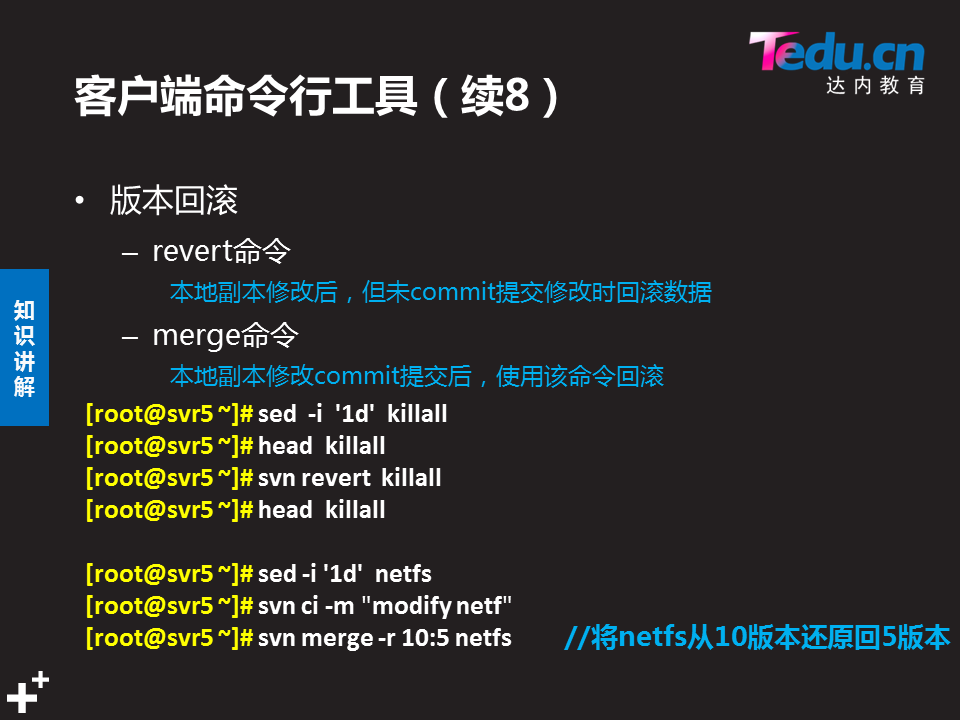 Tedu.cn
达内教育
客户端命令行工具（续8）
• 版本回滚
– revert命令
本地副本修改后，但未commit提交修改时回滚数据
– merge命令
本地副本修改commit提交后，使用该命令回滚
知识讲解
[root@svr5 ~]# sed -i '1d' killall
[root@svr5 ~]# head killall
[root@svr5 ~]# svn revert killall
[root@svr5 ~]# head killall
[root@svr5 ~]# sed -i '1d' netfs
[root@svr5 ~]# svn ci -m "modify netf"
[root@svr5 ~]# svn merge -r 10:5 netfs //将netfs从10版本还原回5版本